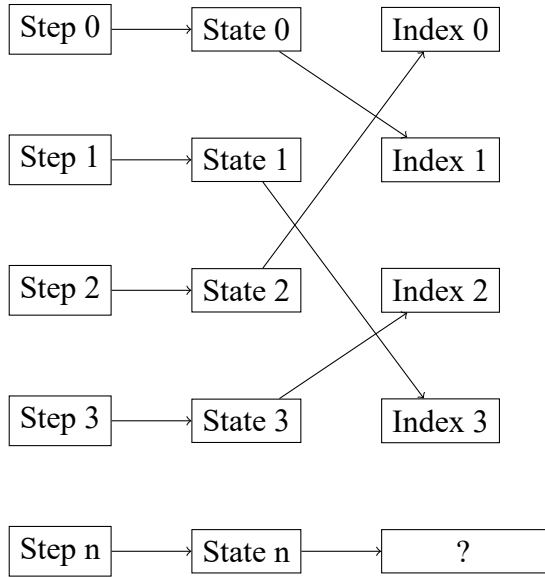 Step 0 State 0 Index 0
Step 1 State 1 Index 1
Step 2 State 2 Index 2
Step 3 State 3 Index 3
Step n State n ?